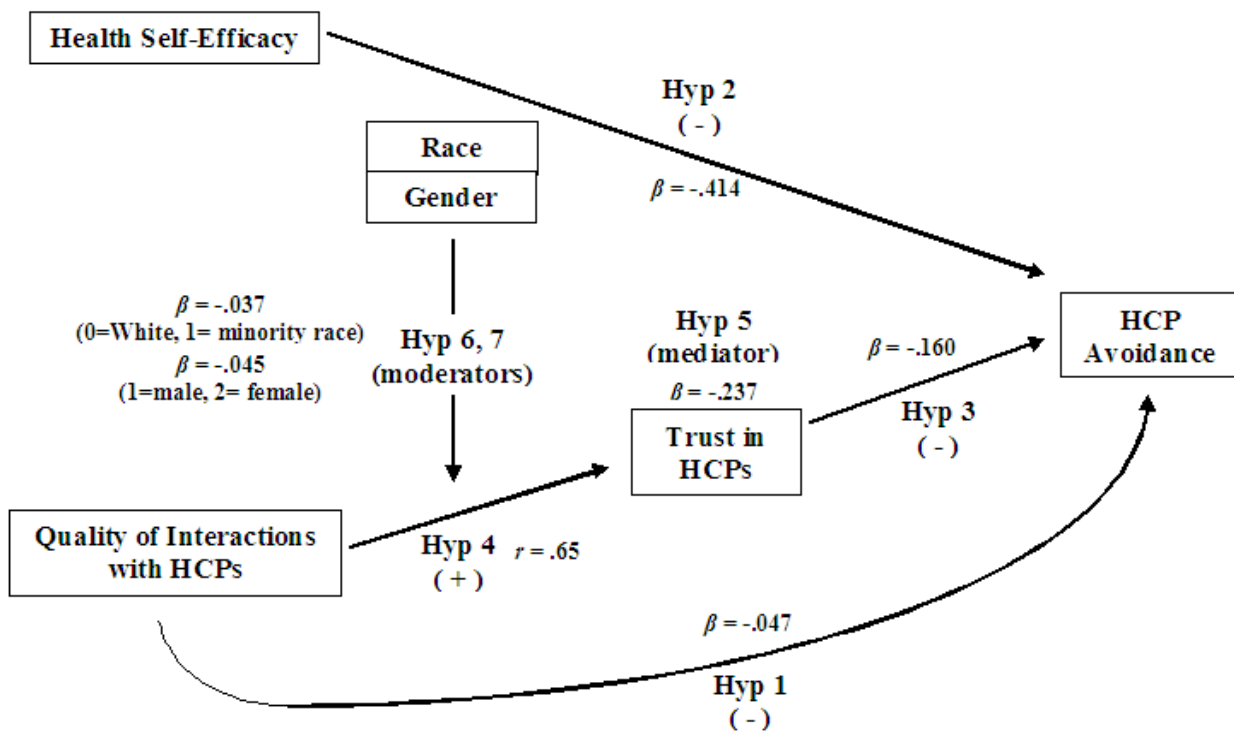 Health Self-Efficacy
Hyp 2
( - )
β = -.414
Race
Gender
β = -.037
(0=White, 1= minority race)
β = -.045
(1=male, 2= female)
Hyp 6, 7
(moderators)
Hyp 5
(mediator)
β = -.237
β = -.160
HCP
Avoidance
Hyp 3
( - )
Trust in
HCPs
Quality of Interactions
with HCPs
Hyp 4
( + )
r = .65
β = -.047
Hyp 1
( - )